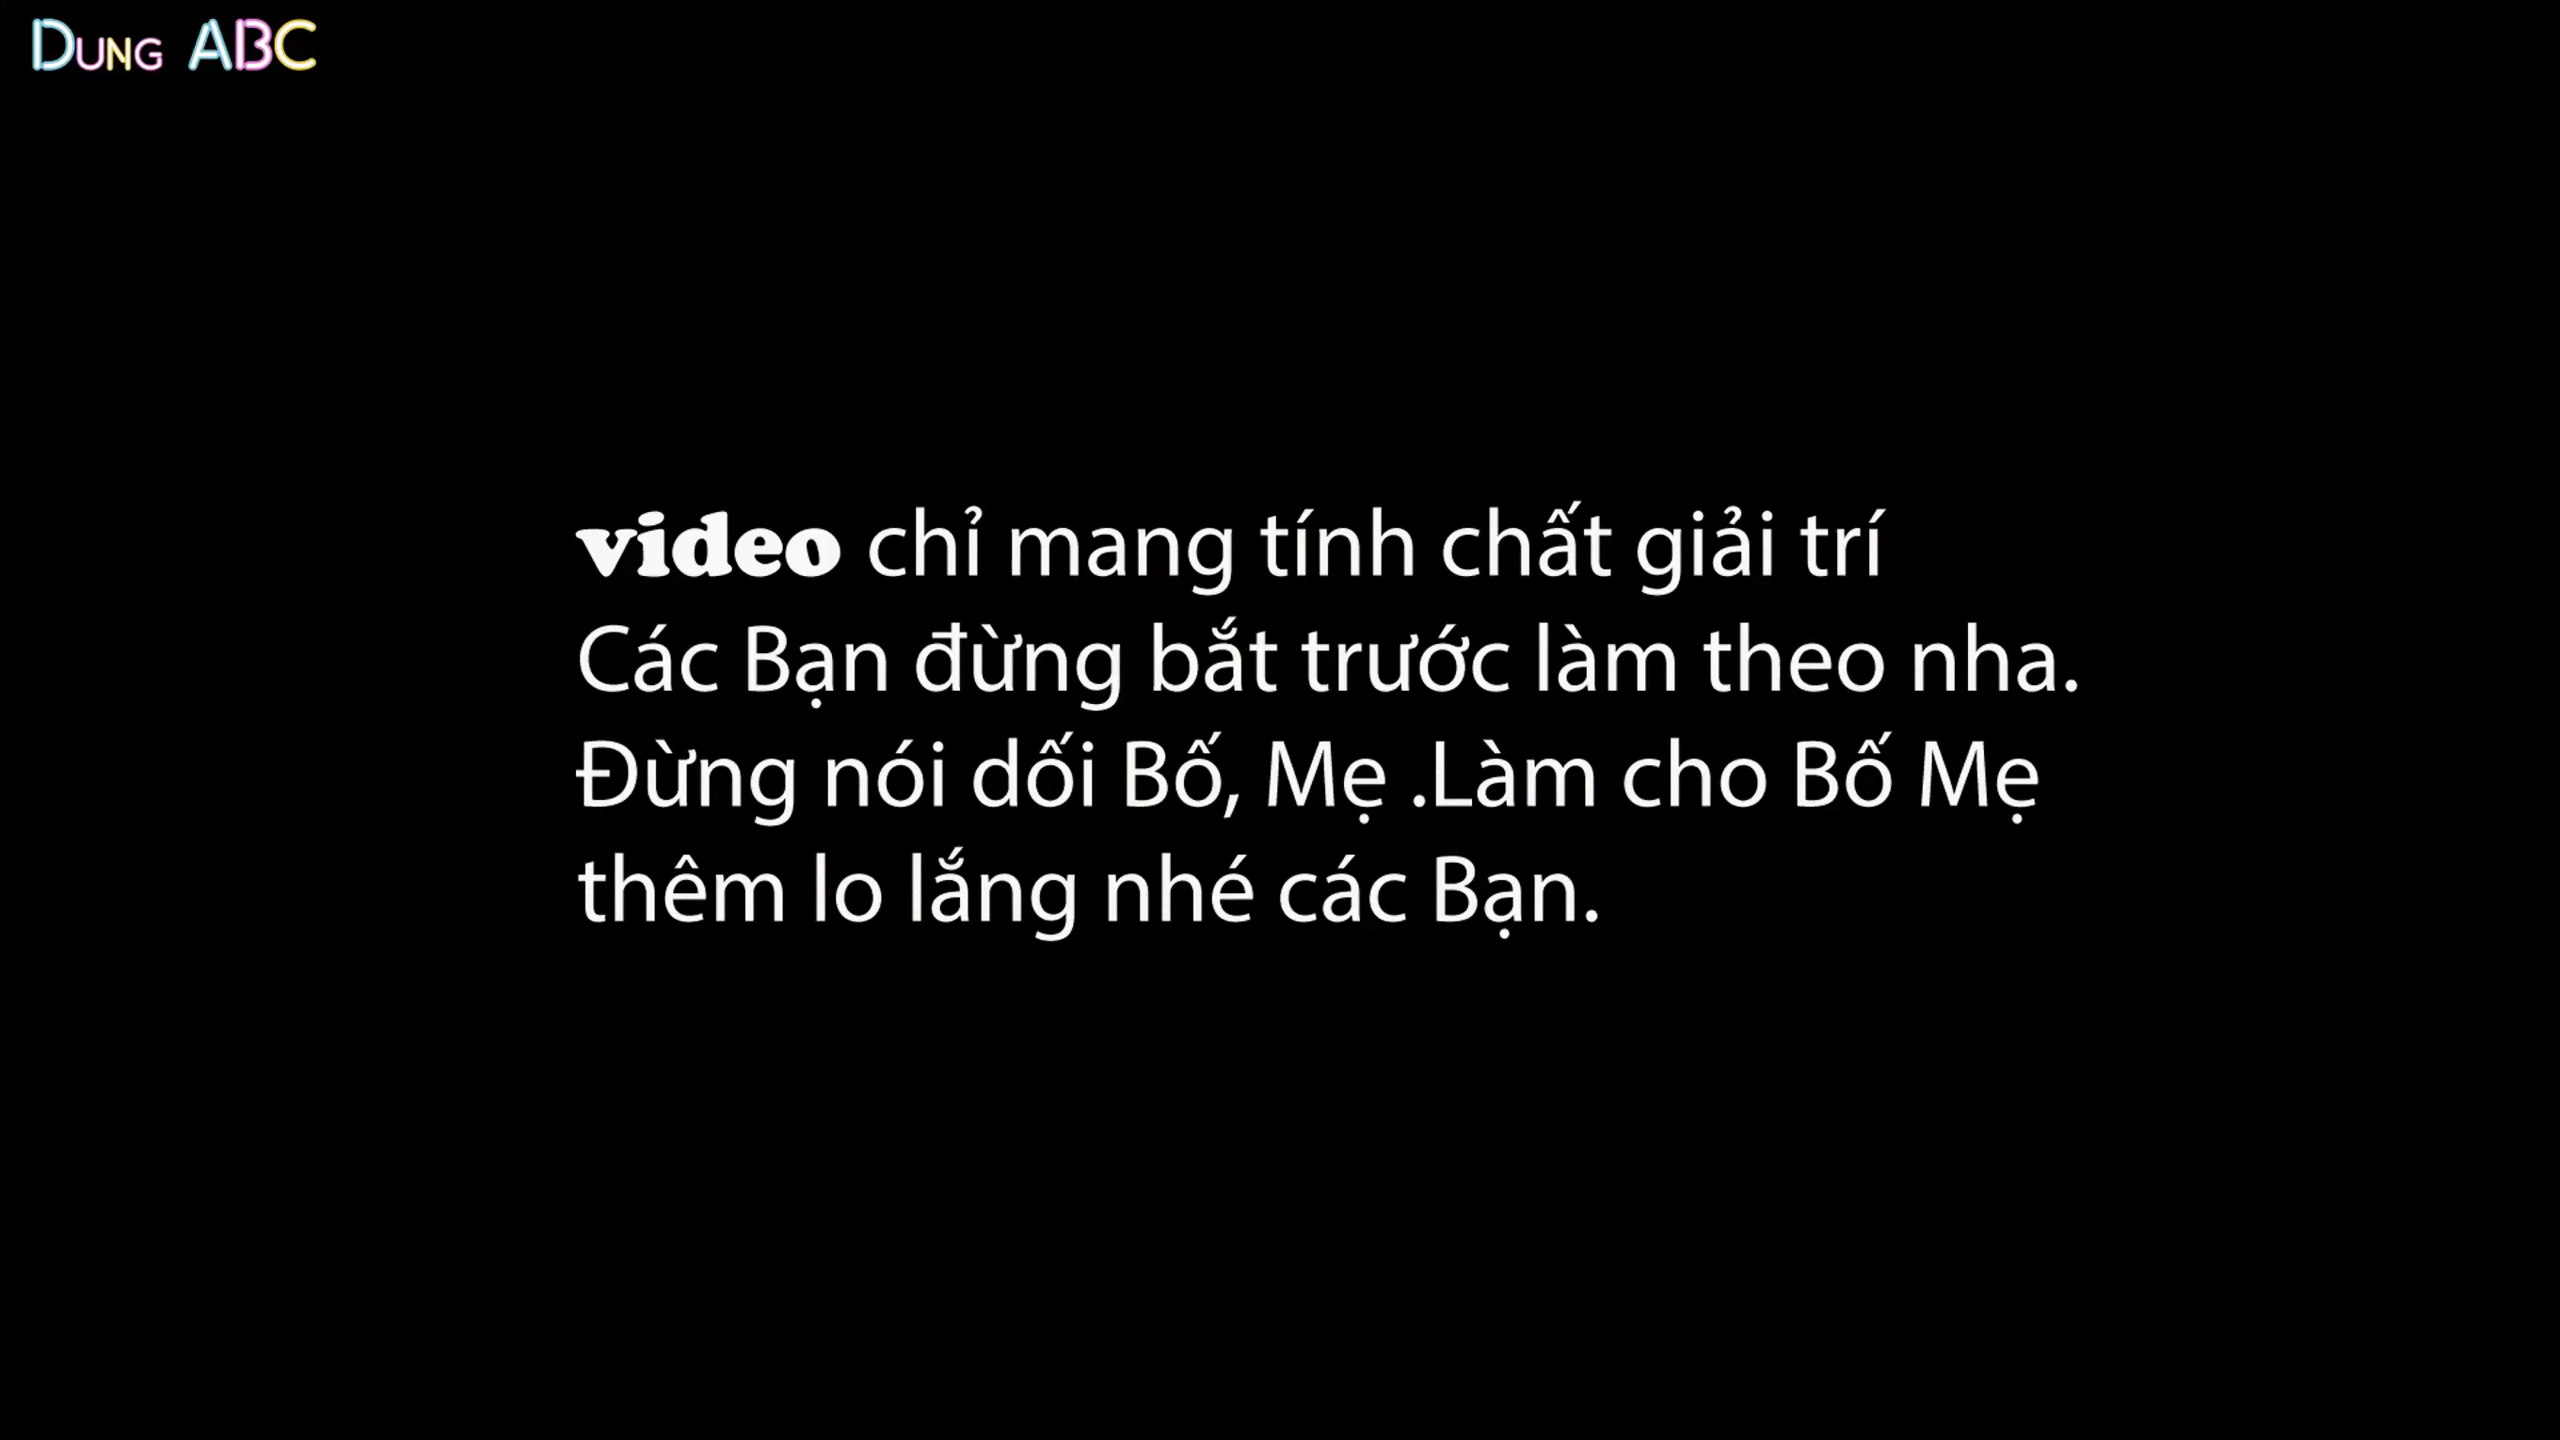 DUNG ABC
video chỉ mang tính chất giải trí
Các Bạn đừng bắt trước làm theo nha.
Đừng nói dối Bố, Mẹ .Làm cho Bố Mẹ
thêm lo lắng nhé các Bạn.